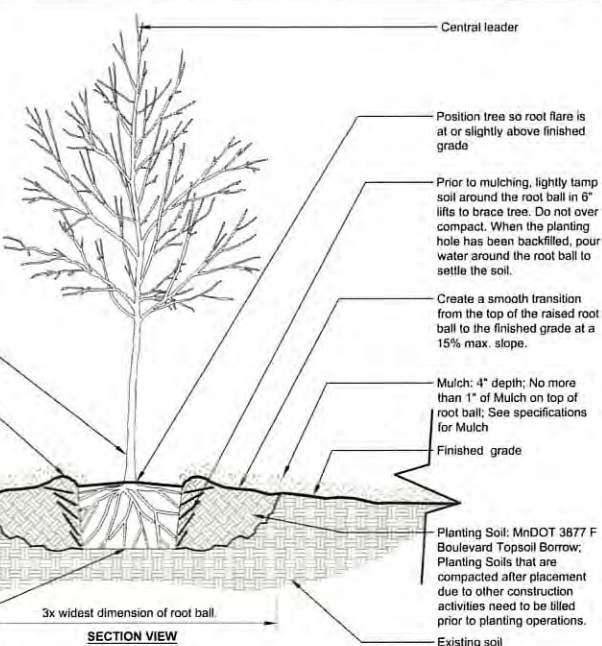 Central leader
Position tree so root flare is
at or slightly above finished
grade
Prior to mulching, lightly tamp
soil around the root ball in 6"
lifts to brace tree. Do not over
compact. When the planting
hole has been backfilled, pour
water around the root ball to
settle the soil.
Create a smooth transition
from the top of the raised root
ball to the finished grade at a
15% max. slope.
Mulch: 4" depth; No more
than 1" of Mulch on top of
root ball; See specifications
for Mulch
Finished grade
Planting Soil: MnDOT 3877 F
Boulevard Topsoil Borrow;
Planting Soils that are
compacted after placement
due to other construction
activities need to be tilled
prior to planting operations.
3x widest dimension of root ball.
SECTION VIEW
Existing soil